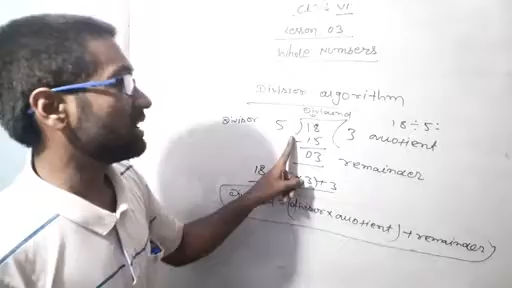 CL: VI
Lesson 03
Whole Numbers
Division algorithm
Dividend
Divisor 5 ) 18 ( 3 quotient 18÷5:
- 15
03 remainder
18 3) + 3
(divisor × quotient) + remainder